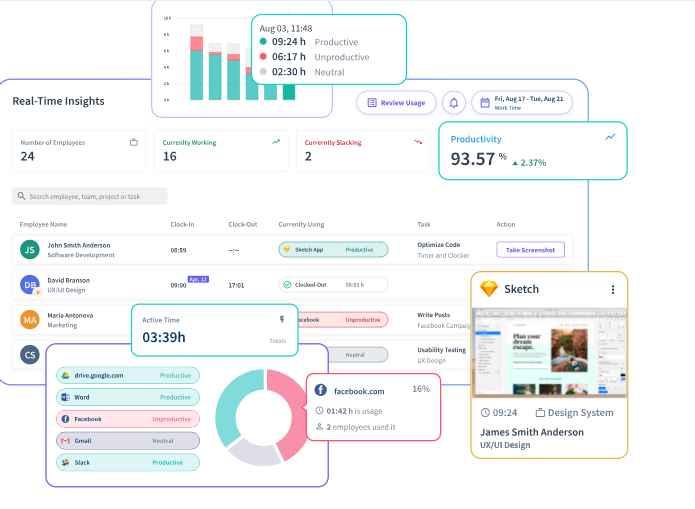 Aug 03, 11:48
09:24 h Productive
06:17 h Unproductive
02:30 h Neutral
Real-Time Insights
Review Usage
Fri, Aug 17 - Tue, Aug 21
Work Time
Number of Employees
24
Currently Working
16
Currently Slacking
2
Productivity
93.57 % 2.37%
Search employee, team, project or task
Employee Name Clock-In Clock-Out Currently Using Task Action
JS John Smith Anderson
Software Development
08:59 --:-- Sketch App Productive
Optimize Code
Timer and Clocker
Take Screenshot
DB David Branson
UX/UI Design
09:00 Apr, 12 17:01 Clocked-Out
MA Maria Antonova
Marketing
Facebook Unproductive
Write Posts
Facebook Campaig
CS
Neutral
Usability Testing
UX Design
Active Time
03:39h
Totals
drive.google.com Productive
Word Productive
Facebook Unproductive
Gmail Neutral
Slack Productive
facebook.com 16%
01:42 h is usage
2 employees used it
Sketch
Plan your
dream
escape.
09:24 Design System
James Smith Anderson
UX/UI Design